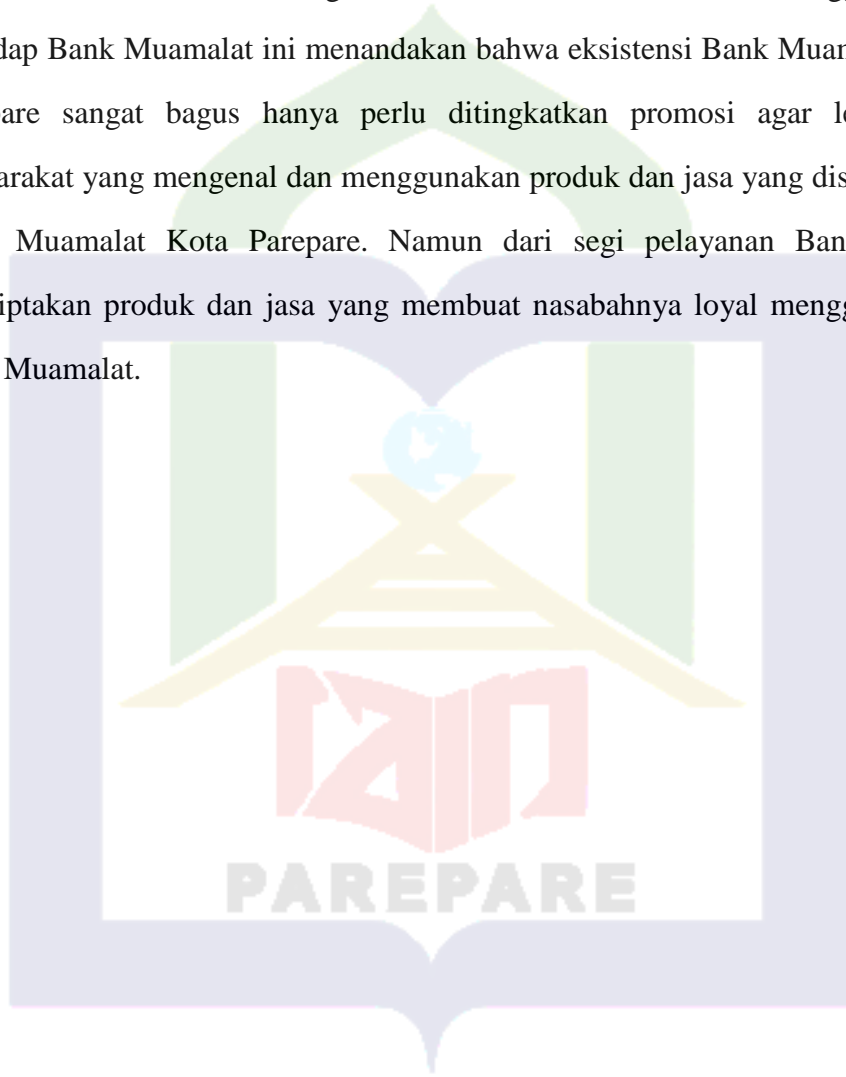 dap Bank Muamalat ini menandakan bahwa eksistensi Bank Muam
are sangat bagus hanya perlu ditingkatkan promosi agar le
arakat yang mengenal dan menggunakan produk dan jasa yang dis
Muamalat Kota Parepare. Namun dari segi pelayanan Ban
iptakan produk dan jasa yang membuat nasabahnya loyal mengg
Muamalat.
PAREPARE